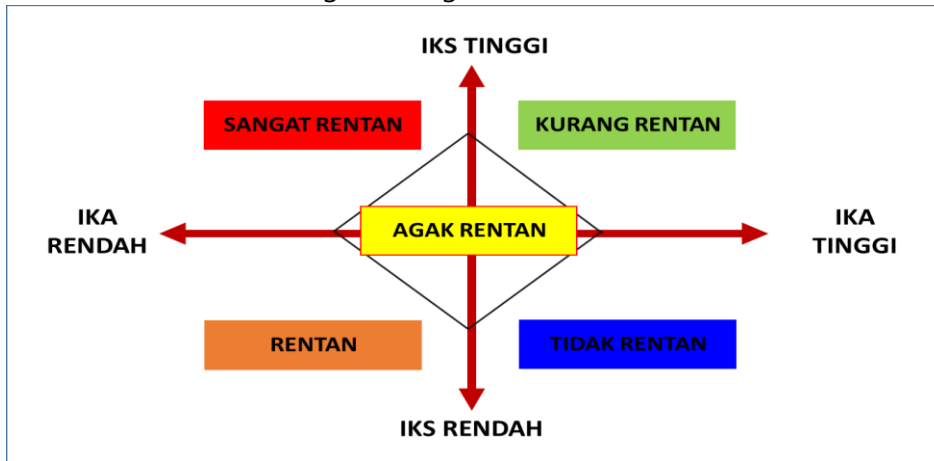 IKS TINGGI
SANGAT RENTAN
KURANG RENTAN
IKA
RENDAH
AGAK RENTAN
IKA
TINGGI
RENTAN
TIDAK RENTAN
IKS RENDAH